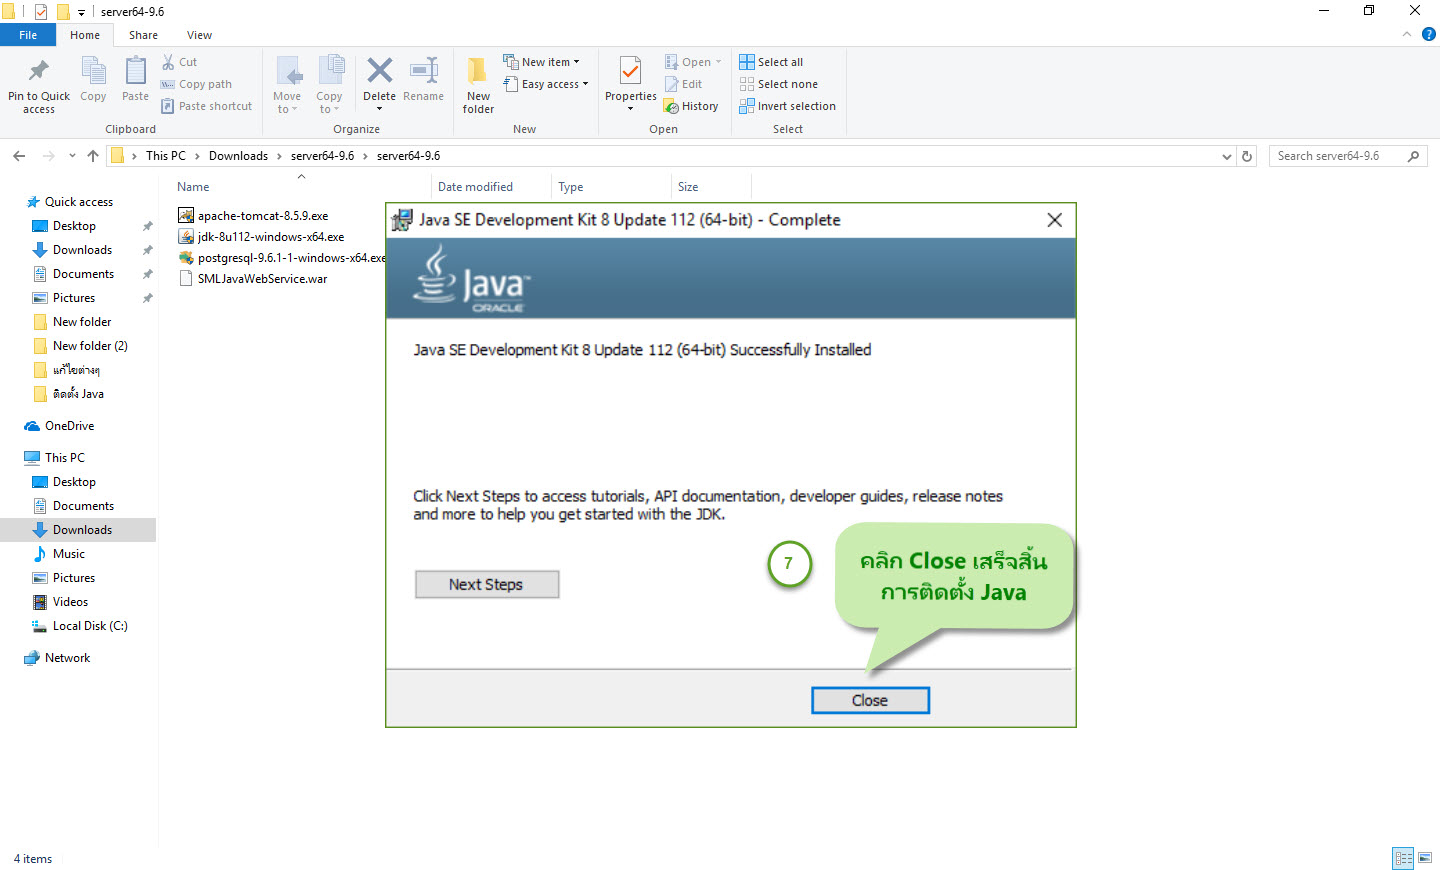 server64-9.6
File Home Share View
Pin to Quick access
Copy
Paste
Cut
Copy path
Paste shortcut
Clipboard
Move to
Copy to
Delete
Rename
Organize
New folder
New item
Easy access
New
Properties
Open
Edit
History
Open
Select all
Select none
Invert selection
Select
This PC > Downloads > server64-9.6 > server64-9.6
Search server64-9.6
Name Date modified Type Size
apache-tomcat-8.5.9.exe
jdk-8u112-windows-x64.exe
postgresql-9.6.1-1-windows-x64.exe
SMLJavaWebService.war
Quick access
Desktop
Downloads
Documents
Pictures
New folder
New folder (2)
แก้ไขต่างๆ
ติดตั้ง Java
OneDrive
This PC
Desktop
Documents
Downloads
Music
Pictures
Videos
Local Disk (C:)
Network
Java SE Development Kit 8 Update 112 (64-bit) - Complete
Java™
ORACLE
Java SE Development Kit 8 Update 112 (64-bit) Successfully Installed
Click Next Steps to access tutorials, API documentation, developer guides, release notes
and more to help you get started with the JDK.
7
คลิก Close เสร็จสิ้น
การติดตั้ง Java
Next Steps
Close
4 items